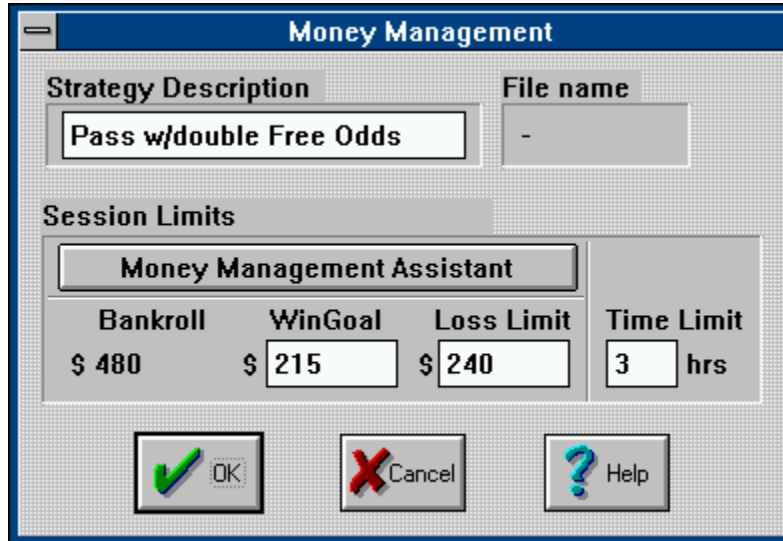 Money Management
Strategy Description File name
Pass w/double Free Odds -
Session Limits
Money Management Assistant
Bankroll WinGoal Loss Limit Time Limit
$ 480 $ 215 $ 240 3 hrs
OK Cancel Help